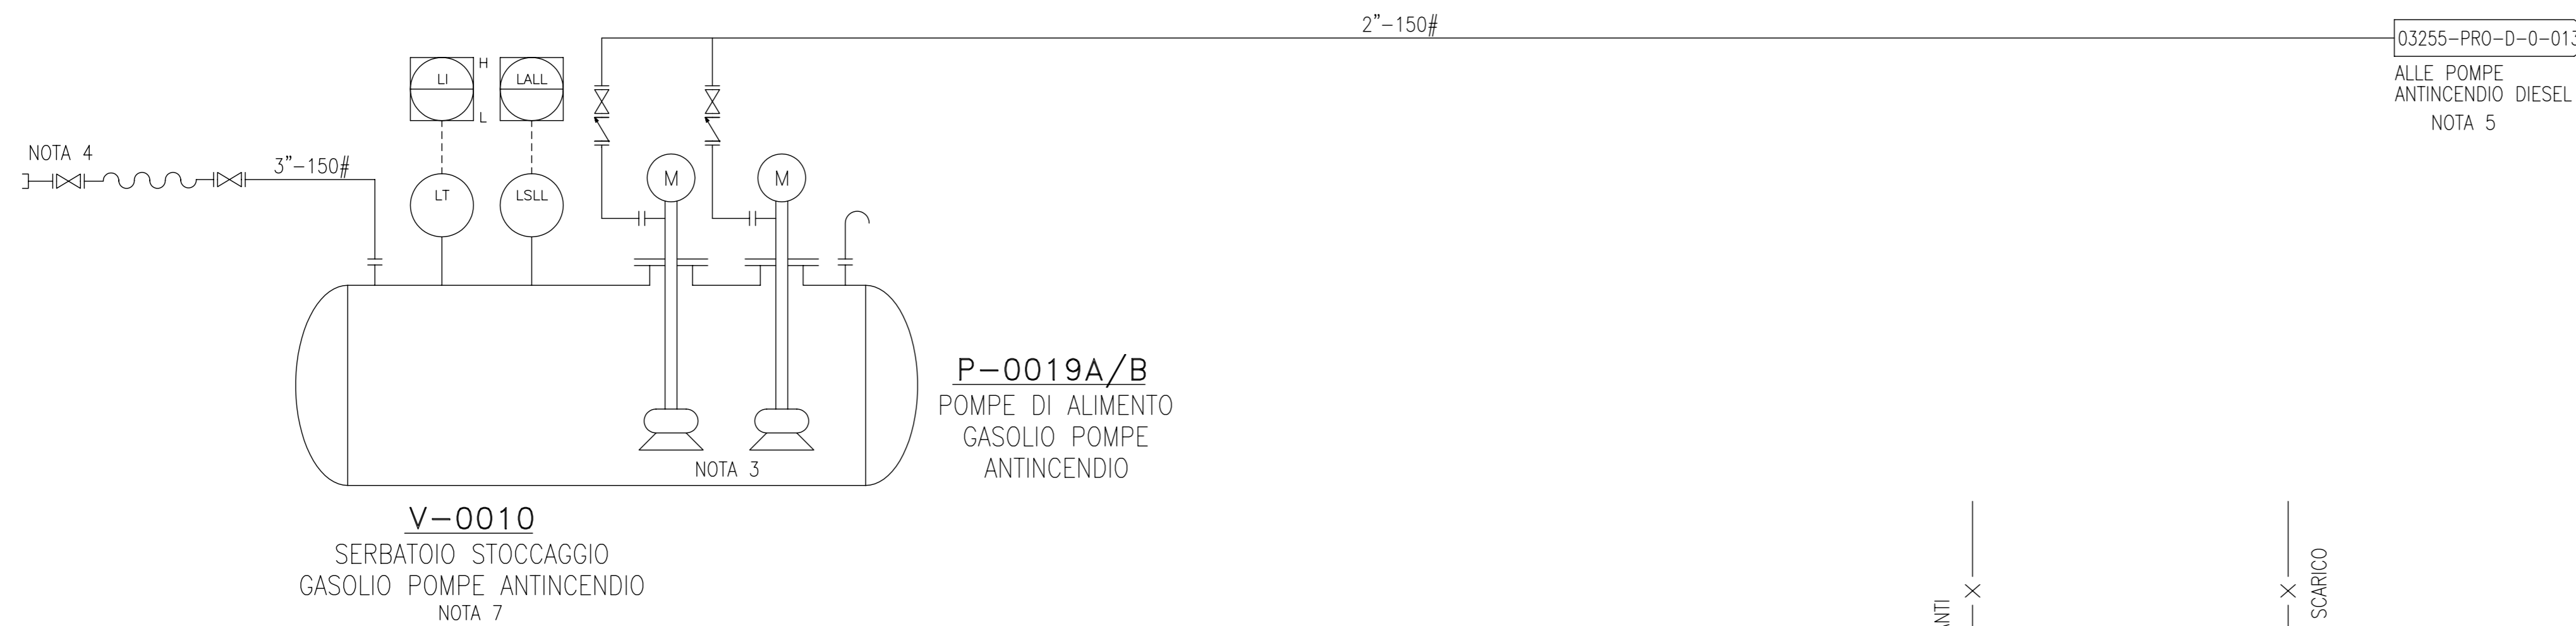 2”-150#
03255-PRO-D-0-013
ALLE POMPE
ANTINCENDIO DIESEL
NOTA 5
LI
H
L
LALL
NOTA 4
3”-150#
LT
LSLL
M
M
P-0019A/B
POMPE DI ALIMENTO
GASOLIO POMPE
ANTINCENDIO
NOTA 3
V-0010
SERBATOIO STOCCAGGIO
GASOLIO POMPE ANTINCENDIO
NOTA 7
SCARICO